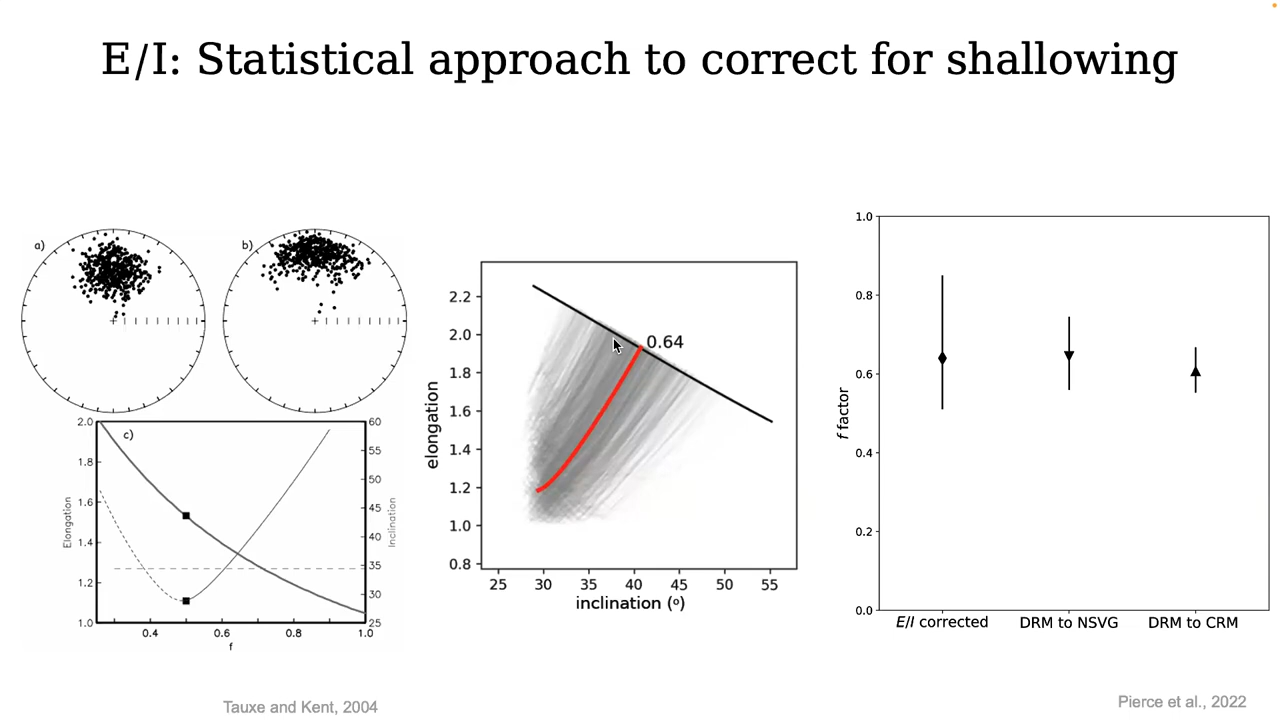 E/I: Statistical approach to correct for shallowing
a)
b)
c)
2.0
1.8
1.6
1.4
1.2
1.0
Elongation
60
55
50
45
40
35
30
25
Inclination
0.4
0.6
0.8
1.0
f
2.2
2.0
1.8
1.6
1.4
1.2
1.0
0.8
elongation
0.64
25
30
35
40
45
50
55
inclination (º)
1.0
0.8
0.6
0.4
0.2
0.0
f factor
E/I corrected
DRM to NSVG
DRM to CRM
Tauxe and Kent, 2004
Pierce et al., 2022